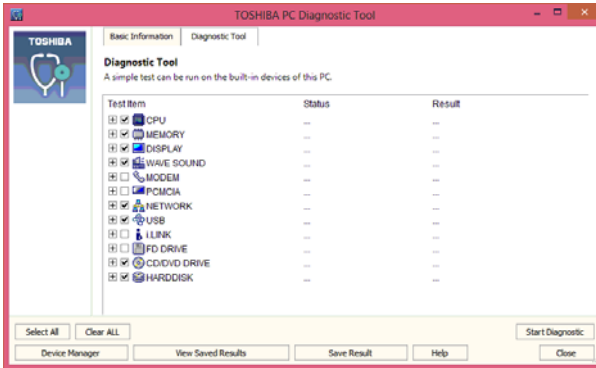 TOSHIBA PC Diagnostic Tool
TOSHIBA
Basic Information Diagnostic Tool
Diagnostic Tool
A simple test can be run on the built-in devices of this PC.
Test Item Status Result
CPU ... ...
MEMORY ... ...
DISPLAY ... ...
WAVE SOUND ... ...
MODEM ... ...
PCMCIA ... ...
NETWORK ... ...
USB ... ...
i.LINK ... ...
FD DRIVE ... ...
CD/DVD DRIVE ... ...
HARDDISK ... ...
Select All Clear ALL Start Diagnostic
Device Manager View Saved Results Save Result Help Close